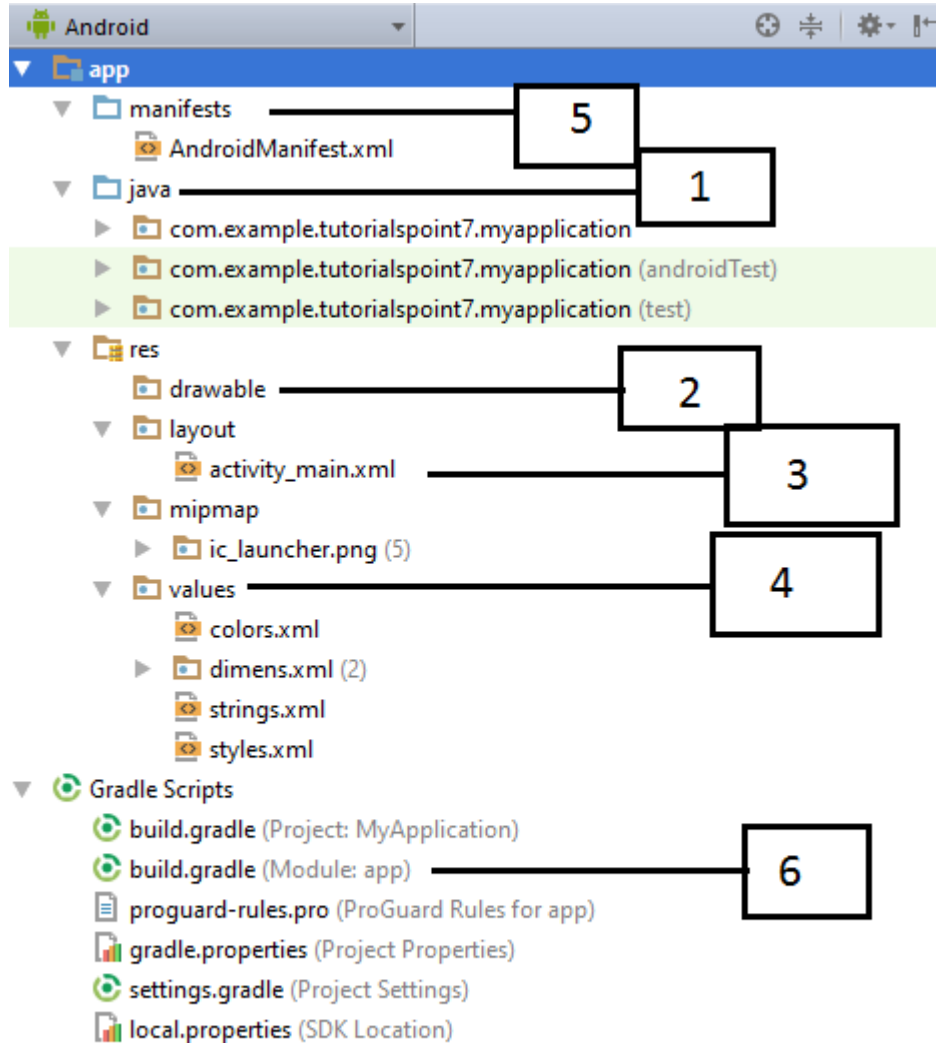 Android
app
manifests
5
AndroidManifest.xml
java
1
com.example.tutorialspoint7.myapplication
com.example.tutorialspoint7.myapplication (androidTest)
com.example.tutorialspoint7.myapplication (test)
res
drawable
2
layout
activity_main.xml
3
mipmap
ic_launcher.png (5)
values
4
colors.xml
dimens.xml (2)
strings.xml
styles.xml
Gradle Scripts
build.gradle (Project: MyApplication)
build.gradle (Module: app)
6
proguard-rules.pro (ProGuard Rules for app)
gradle.properties (Project Properties)
settings.gradle (Project Settings)
local.properties (SDK Location)